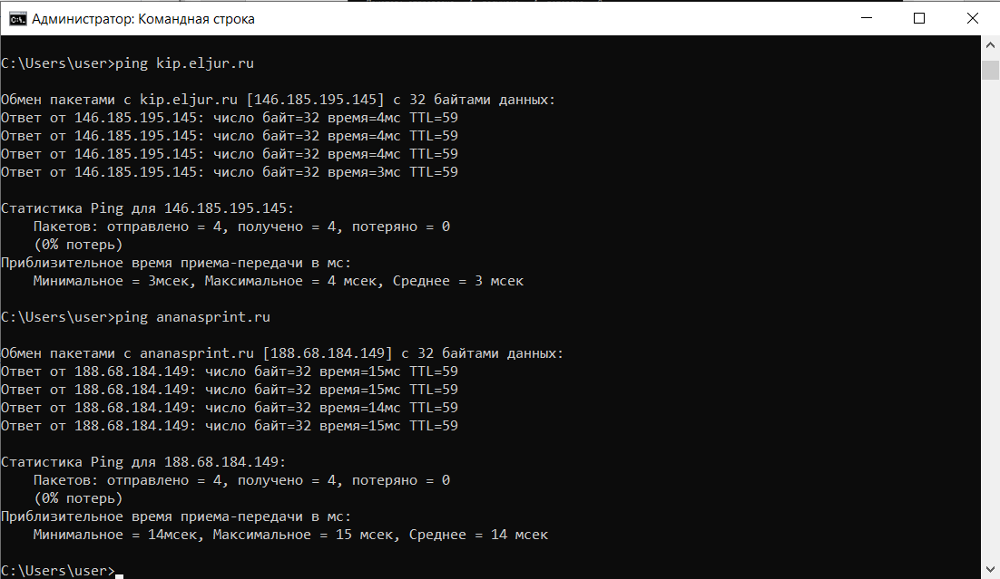 Администратор: Командная строка
C:\Users\user>ping kip.eljur.ru
Обмен пакетами с kip.eljur.ru [146.185.195.145] с 32 байтами данных:
Ответ от 146.185.195.145: число байт=32 время=4мс TTL=59
Ответ от 146.185.195.145: число байт=32 время=4мс TTL=59
Ответ от 146.185.195.145: число байт=32 время=4мс TTL=59
Ответ от 146.185.195.145: число байт=32 время=3мс TTL=59
Статистика Ping для 146.185.195.145:
Пакетов: отправлено = 4, получено = 4, потеряно = 0
(0% потерь)
Приблизительное время приема-передачи в мс:
Минимальное = 3мсек, Максимальное = 4 мсек, Среднее = 3 мсек
C:\Users\user>ping ananasprint.ru
Обмен пакетами с ananasprint.ru [188.68.184.149] с 32 байтами данных:
Ответ от 188.68.184.149: число байт=32 время=15мс TTL=59
Ответ от 188.68.184.149: число байт=32 время=15мс TTL=59
Ответ от 188.68.184.149: число байт=32 время=14мс TTL=59
Ответ от 188.68.184.149: число байт=32 время=15мс TTL=59
Статистика Ping для 188.68.184.149:
Пакетов: отправлено = 4, получено = 4, потеряно = 0
(0% потерь)
Приблизительное время приема-передачи в мс:
Минимальное = 14мсек, Максимальное = 15 мсек, Среднее = 14 мсек
C:\Users\user>